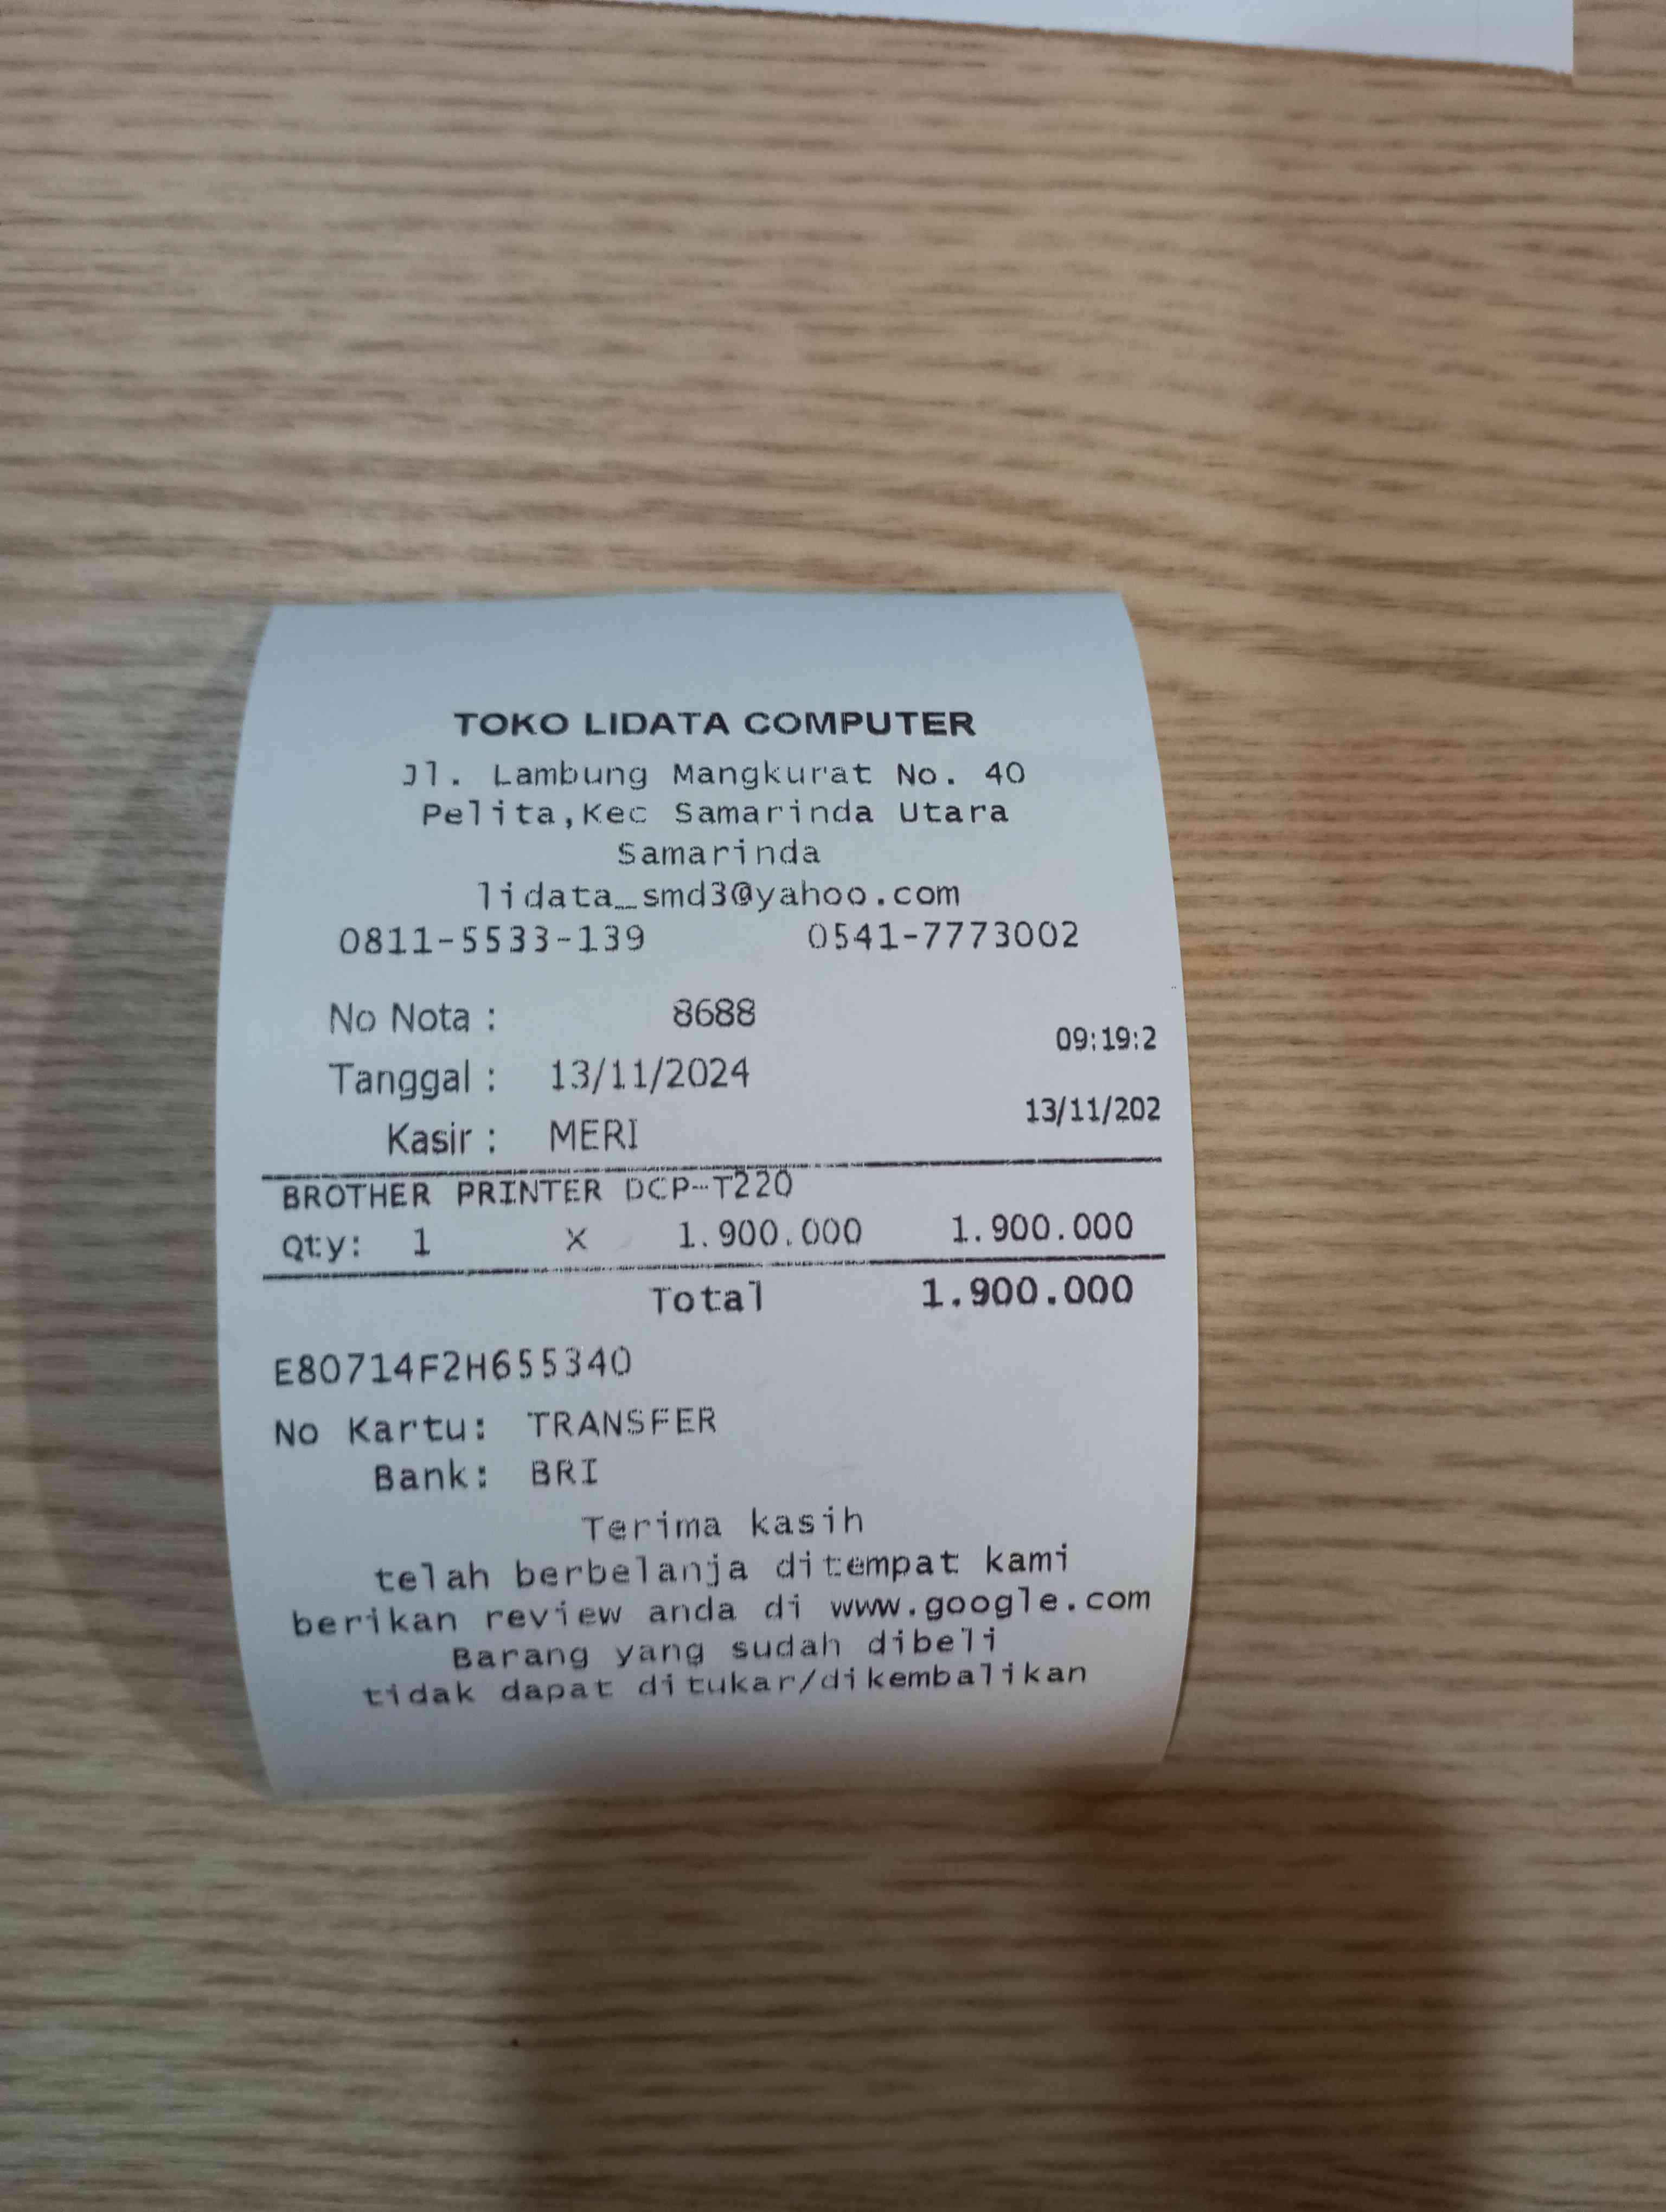 TOKO LIDATA COMPUTER
Jl. Lambung Mangkurat No. 40
Pelita,Kec Samarinda Utara
Samarinda
lidata_smd3@yahoo.com
0811-5533-139 0541-7773002
No Nota : 8688
09:19:2
Tanggal : 13/11/2024
13/11/202
Kasir : MERI
BROTHER PRINTER DCP-T220
Qty: 1 X 1.900.000 1.900.000
Total 1.900.000
E80714F2H655340
No Kartu: TRANSFER
Bank: BRI
Terima kasih
telah berbelanja ditempat kami
berikan review anda di www.google.com
Barang yang sudah dibeli
tidak dapat ditukar/dikembalikan